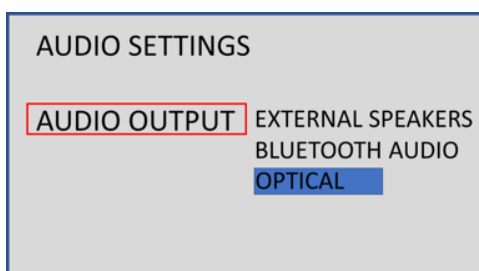 AUDIO SETTINGS
AUDIO OUTPUT EXTERNAL SPEAKERS
BLUETOOTH AUDIO
OPTICAL